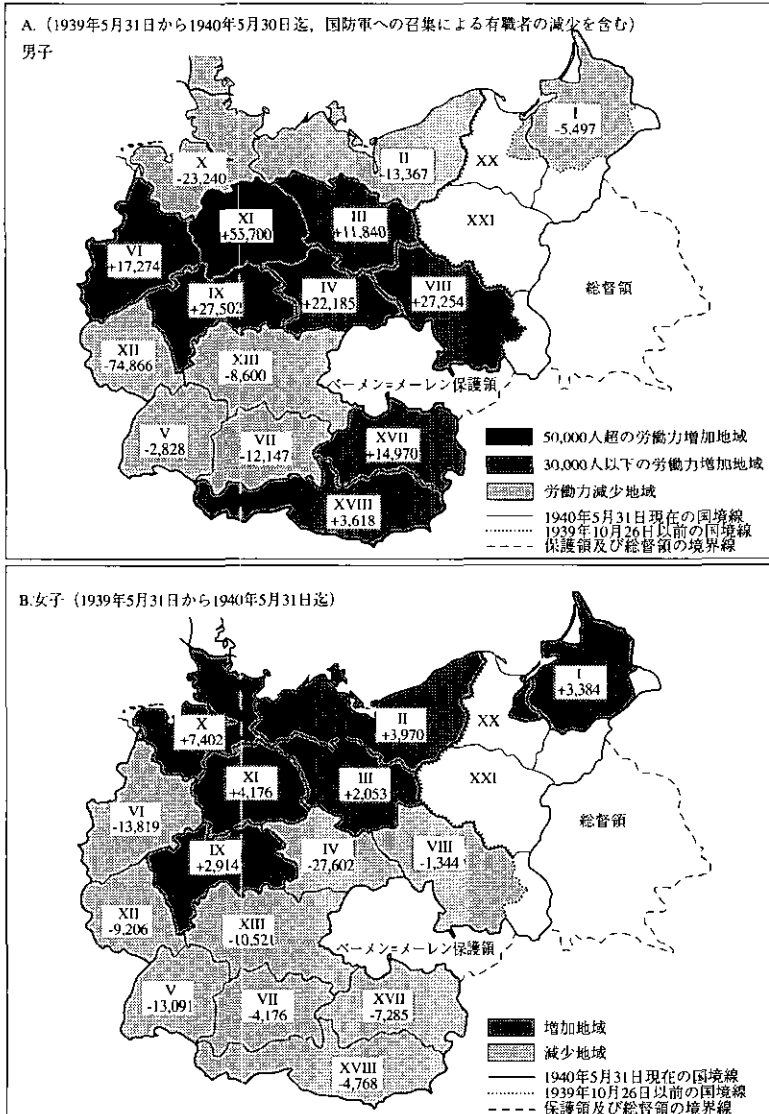 A.（1939年5月31日から1940年5月30日迄，国防軍への召集による有職者の減少を含む）
男子
I
-5,497
X
-23,240
II
-13,367
XX
XI
+55,700
III
+11,840
XXI
VI
+17,274
IX
+27,502
IV
+22,185
VIII
+27,254
総督領
XII
-74,866
XIII
-8,600
ベーメン=メーレン保護領
V
-2,828
VII
-12,147
XVII
+14,970
XVIII
+3,618
50,000人超の労働力増加地域
30,000人以下の労働力増加地域
労働力減少地域
1940年5月31日現在の国境線
1939年10月26日以前の国境線
保護領及び総督領の境界線
B.女子（1939年5月31日から1940年5月31日迄）
I
+3,384
X
+7,402
II
+3,970
XX
XI
+4,176
III
+2,053
XXI
VI
-13,819
IX
+2,914
IV
-27,602
VIII
-1,344
総督領
XII
-9,206
XIII
-10,521
ベーメン=メーレン保護領
V
-13,091
VII
-4,176
XVII
-7,285
XVIII
-4,768
増加地域
減少地域
1940年5月31日現在の国境線
1939年10月26日以前の国境線
保護領及び総督領の境界線